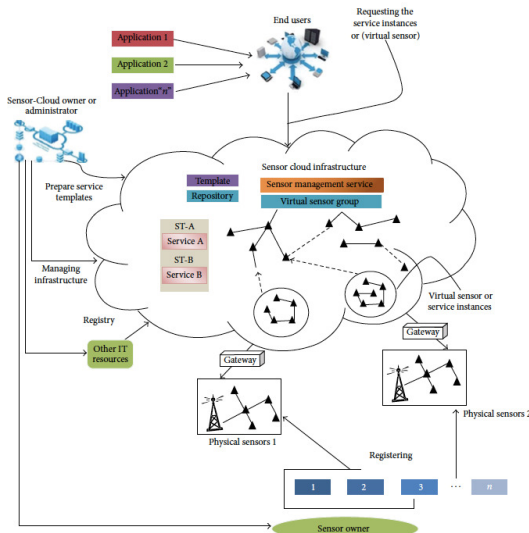 End users
Requesting the
service instances
or (virtual sensor)
Application 1
Application 2
Application“n”
Sensor-Cloud owner or
administrator
Prepare service
templates
Sensor cloud infrastructure
Template
Repository
Sensor management service
Virtual sensor group
ST-A
Service A
ST-B
Service B
Managing
infrastructure
Registry
Other IT
resources
Virtual sensor or
service instances
Gateway
Gateway
Physical sensors 1
Physical sensors 2
Registering
1
2
3
...
n
Sensor owner